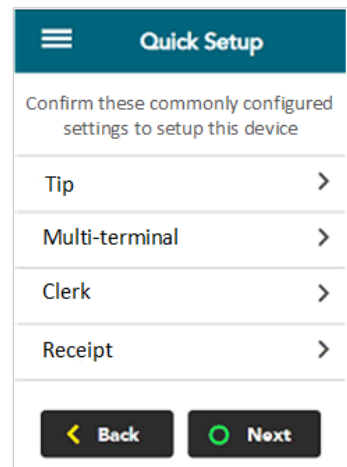 Quick Setup
Confirm these commonly configured
settings to setup this device
Tip
Multi-terminal
Clerk
Receipt
Back
Next